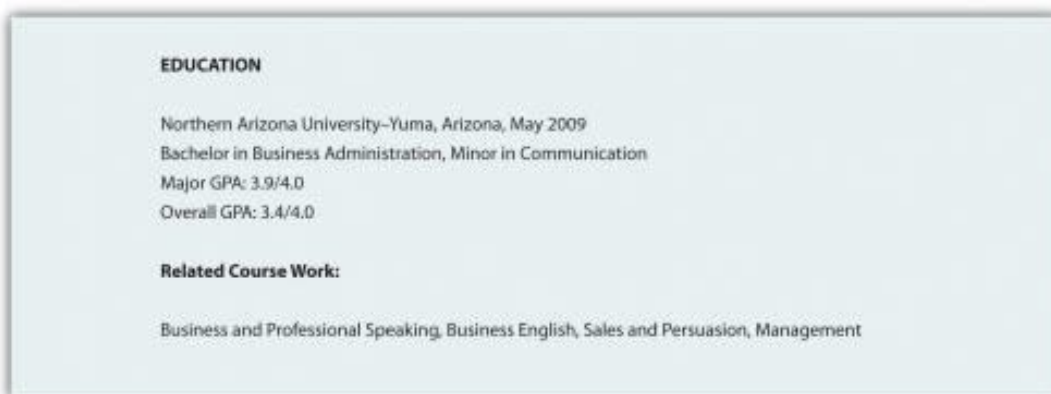 EDUCATION
Northern Arizona University–Yuma, Arizona, May 2009
Bachelor in Business Administration, Minor in Communication
Major GPA: 3.9/4.0
Overall GPA: 3.4/4.0
Related Course Work:
Business and Professional Speaking, Business English, Sales and Persuasion, Management